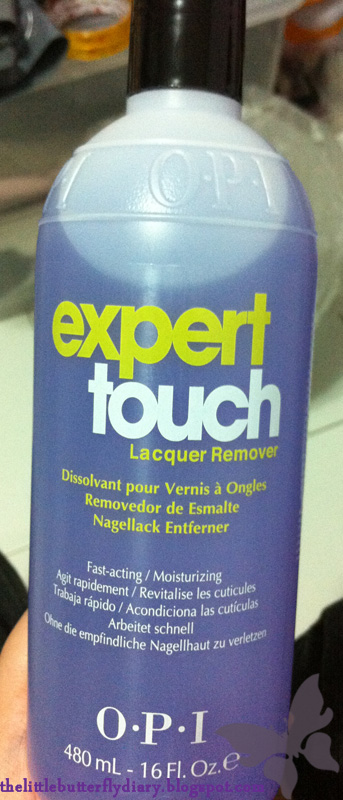 O·P·I
expert
touch
Lacquer Remover
Dissolvant pour Vernis à Ongles
Removedor de Esmalte
Nagellack Entferner
Fast-acting / Moisturizing
Agit rapidement / Revitalise les cuticules
Trabaja rápido / Acondiciona las cutículas
Arbeitet schnell
Ohne die empfindliche Nagelhaut zu verletzen
O·P·I
480 mL - 16 Fl. Oz. e
thelittlebutterflydiary.blogspot.com